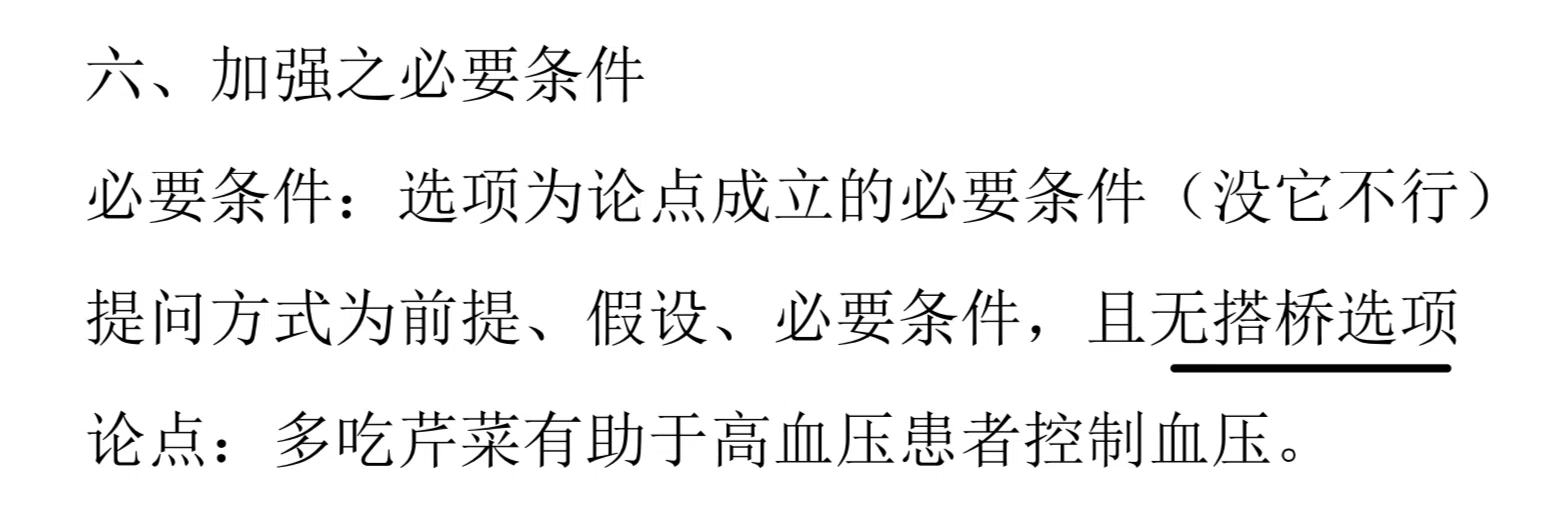 六、加强之必要条件
必要条件：选项为论点成立的必要条件（没它不行）
提问方式为前提、假设、必要条件，且无搭桥选项
论点：多吃芹菜有助于高血压患者控制血压。